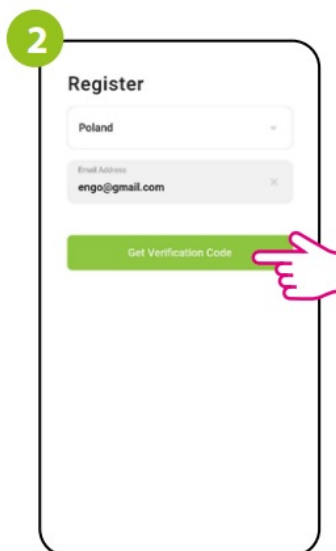 2
Register
Poland
Email Address
engo@gmail.com
Get Verification Code